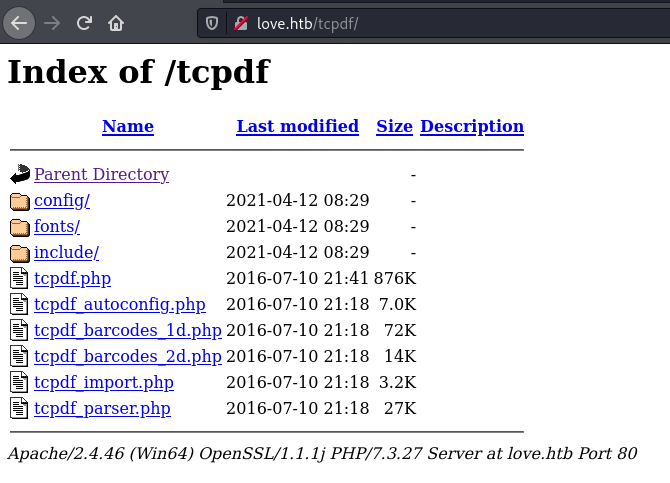 love.htb/tcpdf/
Index of /tcpdf
Name Last modified Size Description
Parent Directory -
config/ 2021-04-12 08:29 -
fonts/ 2021-04-12 08:29 -
include/ 2021-04-12 08:29 -
tcpdf.php 2016-07-10 21:41 876K
tcpdf_autoconfig.php 2016-07-10 21:18 7.0K
tcpdf_barcodes_1d.php 2016-07-10 21:18 72K
tcpdf_barcodes_2d.php 2016-07-10 21:18 14K
tcpdf_import.php 2016-07-10 21:18 3.2K
tcpdf_parser.php 2016-07-10 21:18 27K
Apache/2.4.46 (Win64) OpenSSL/1.1.1j PHP/7.3.27 Server at love.htb Port 80